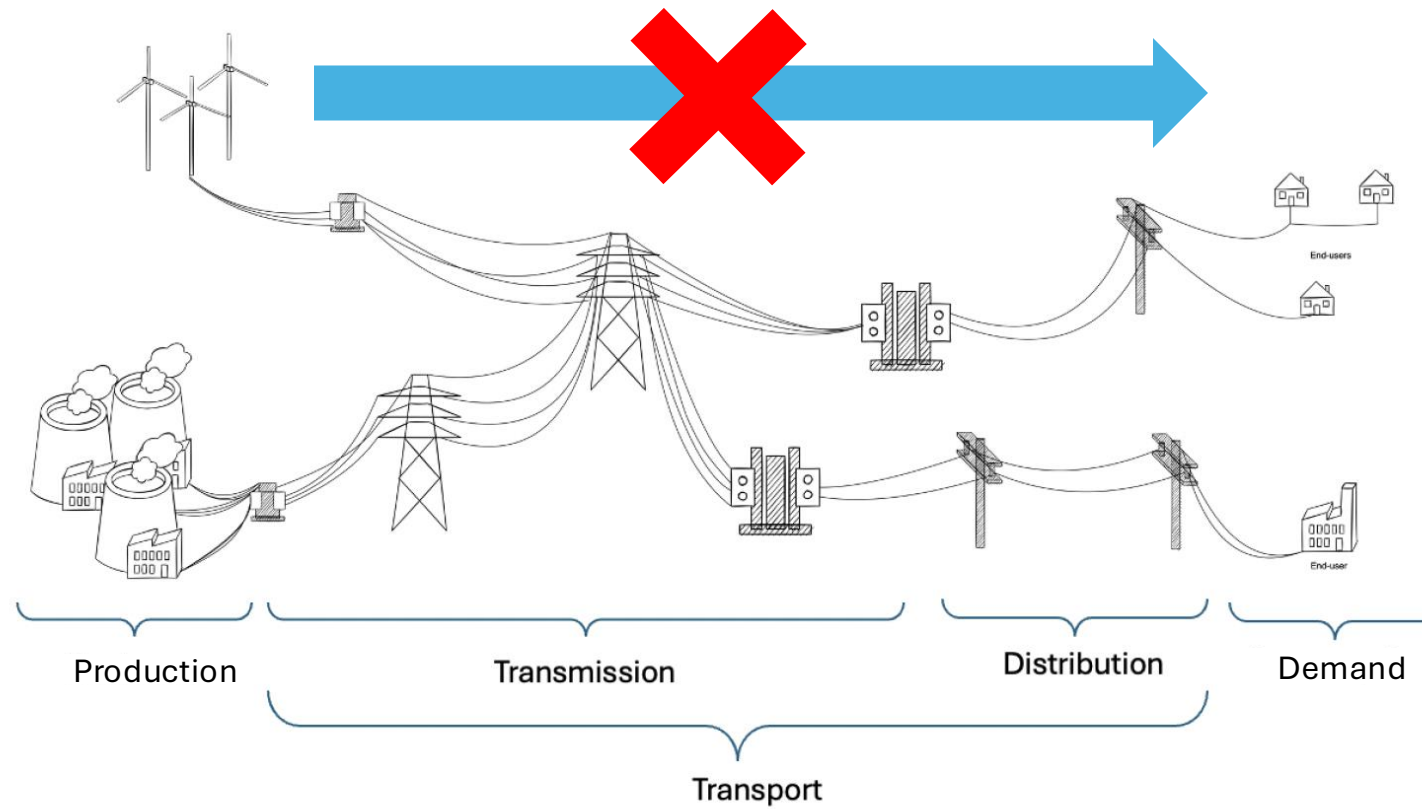 End-users
End-user
Production
Transmission
Distribution
Demand
Transport